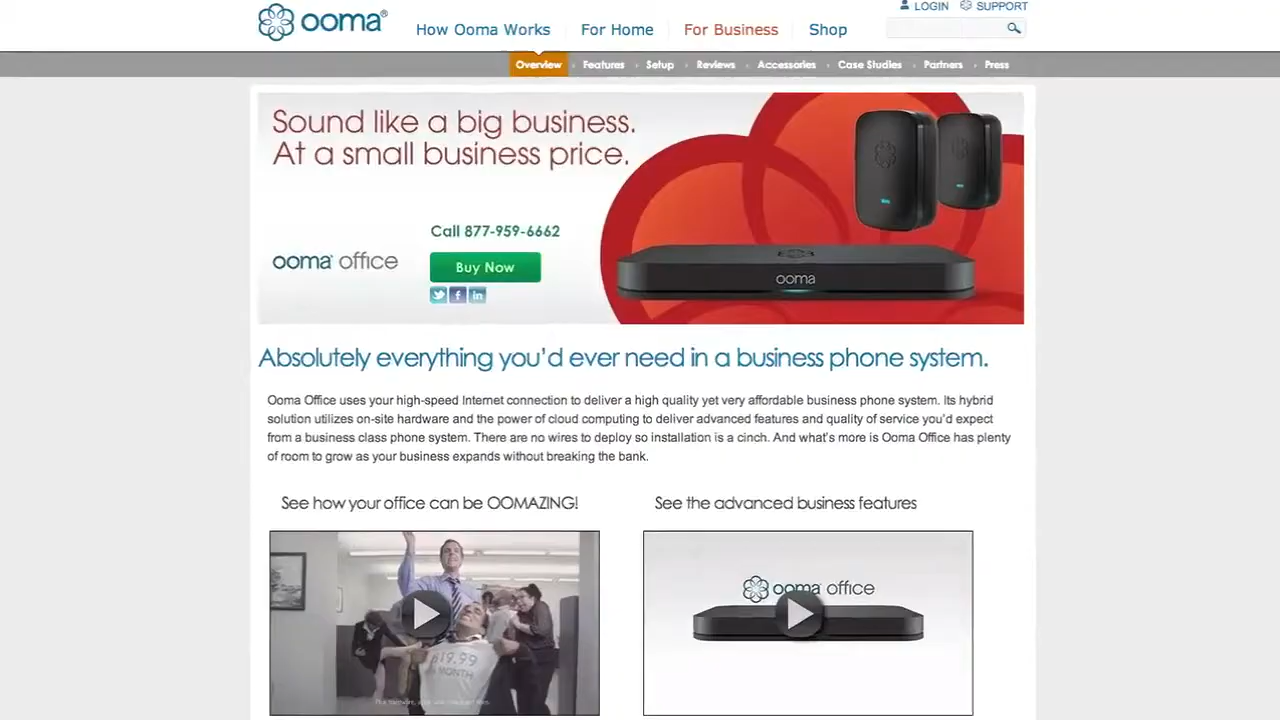 LOGIN SUPPORT
ooma®
How Ooma Works For Home For Business Shop
Overview Features Setup Reviews Accessories Case Studies Partners Press
Sound like a big business.
At a small business price.
Call 877-959-6662
ooma office
Buy Now
ooma
Absolutely everything you'd ever need in a business phone system.
Ooma Office uses your high-speed Internet connection to deliver a high quality yet very affordable business phone system. Its hybrid
solution utilizes on-site hardware and the power of cloud computing to deliver advanced features and quality of service you'd expect
from a business class phone system. There are no wires to deploy so installation is a cinch. And what's more is Ooma Office has plenty
of room to grow as your business expands without breaking the bank.
See how your office can be OOMAZING!
See the advanced business features
$19.99
MONTH
ooma office